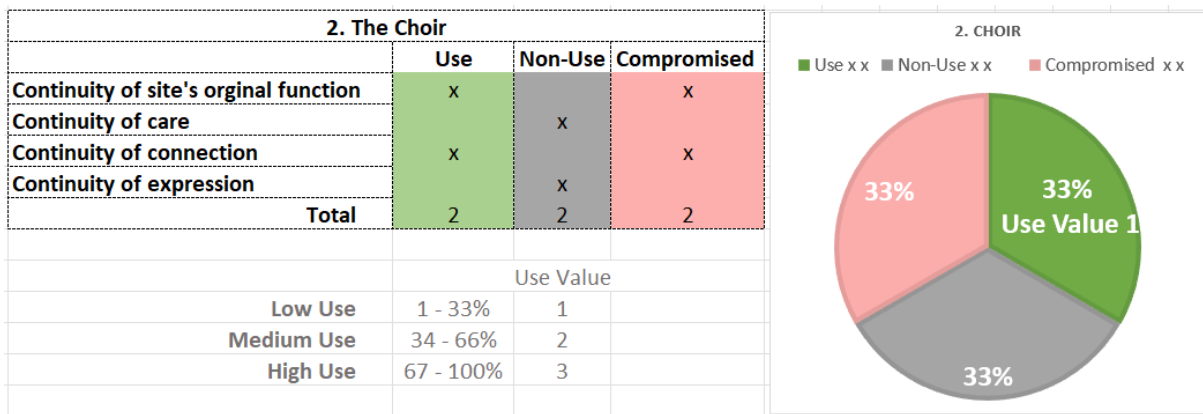 2. The Choir
Use Non-Use Compromised
Continuity of site's orginal function x x
Continuity of care x
Continuity of connection x x
Continuity of expression x
Total 2 2 2
Use Value
Low Use 1 - 33% 1
Medium Use 34 - 66% 2
High Use 67 - 100% 3
2. CHOIR
Use x x Non-Use x x Compromised x x
33%
33%
Use Value 1
33%